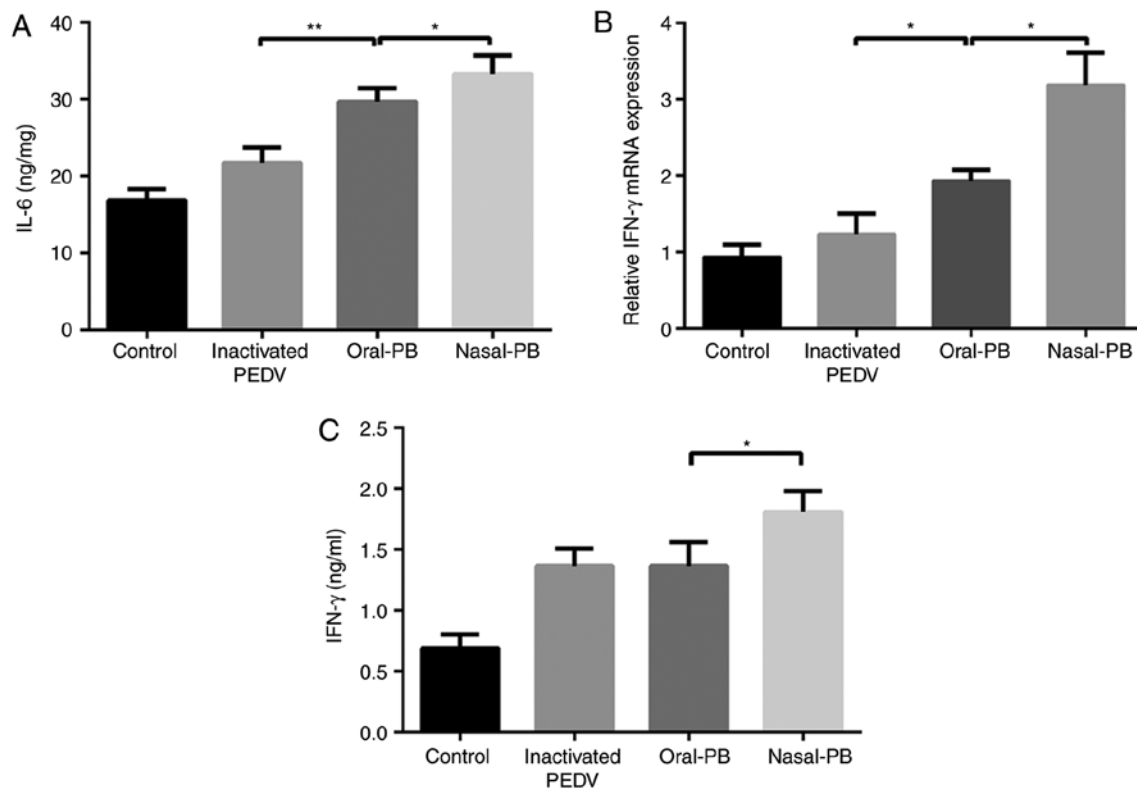 A
IL-6 (ng/mg)
40
30
20
10
0
**
*
Control
Inactivated
PEDV
Oral-PB
Nasal-PB
B
Relative IFN-γ mRNA expression
4
3
2
1
0
*
*
Control
Inactivated
PEDV
Oral-PB
Nasal-PB
C
IFN-γ (ng/ml)
2.5
2.0
1.5
1.0
0.5
0.0
*
Control
Inactivated
PEDV
Oral-PB
Nasal-PB